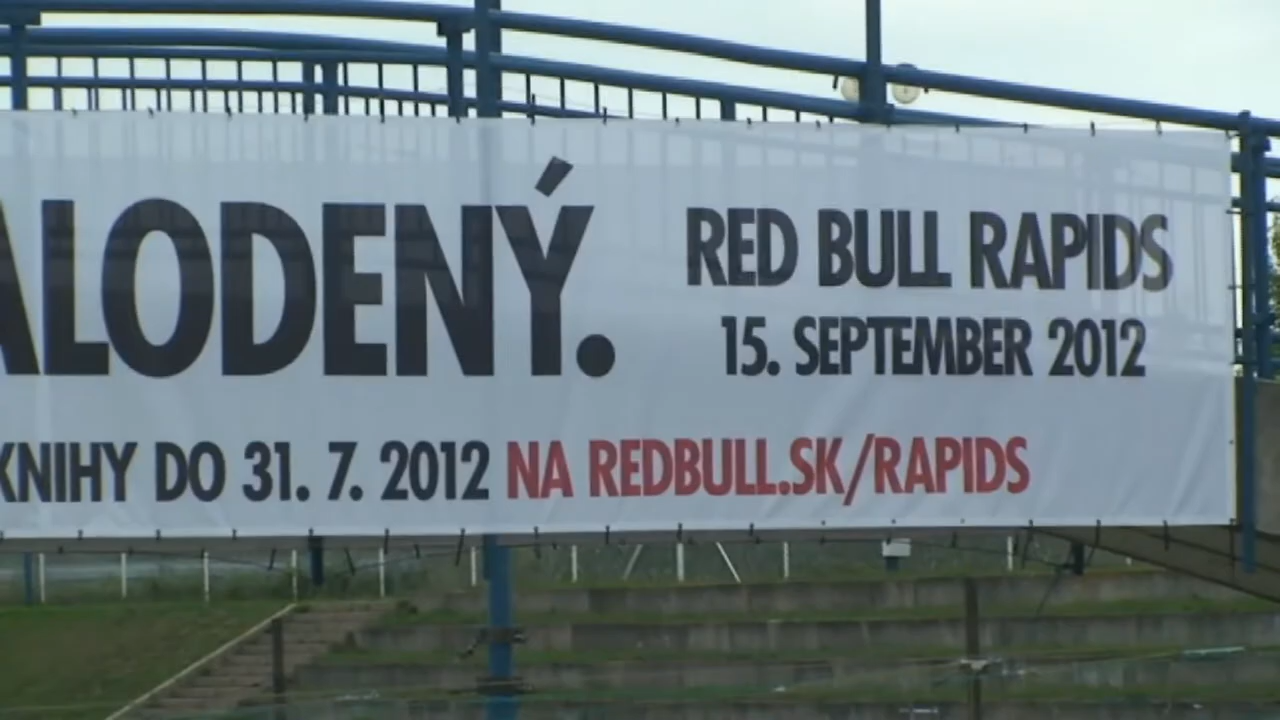 ALODENÝ.
RED BULL RAPIDS
15. SEPTEMBER 2012
KNIHY DO 31. 7. 2012 NA REDBULL.SK/RAPIDS